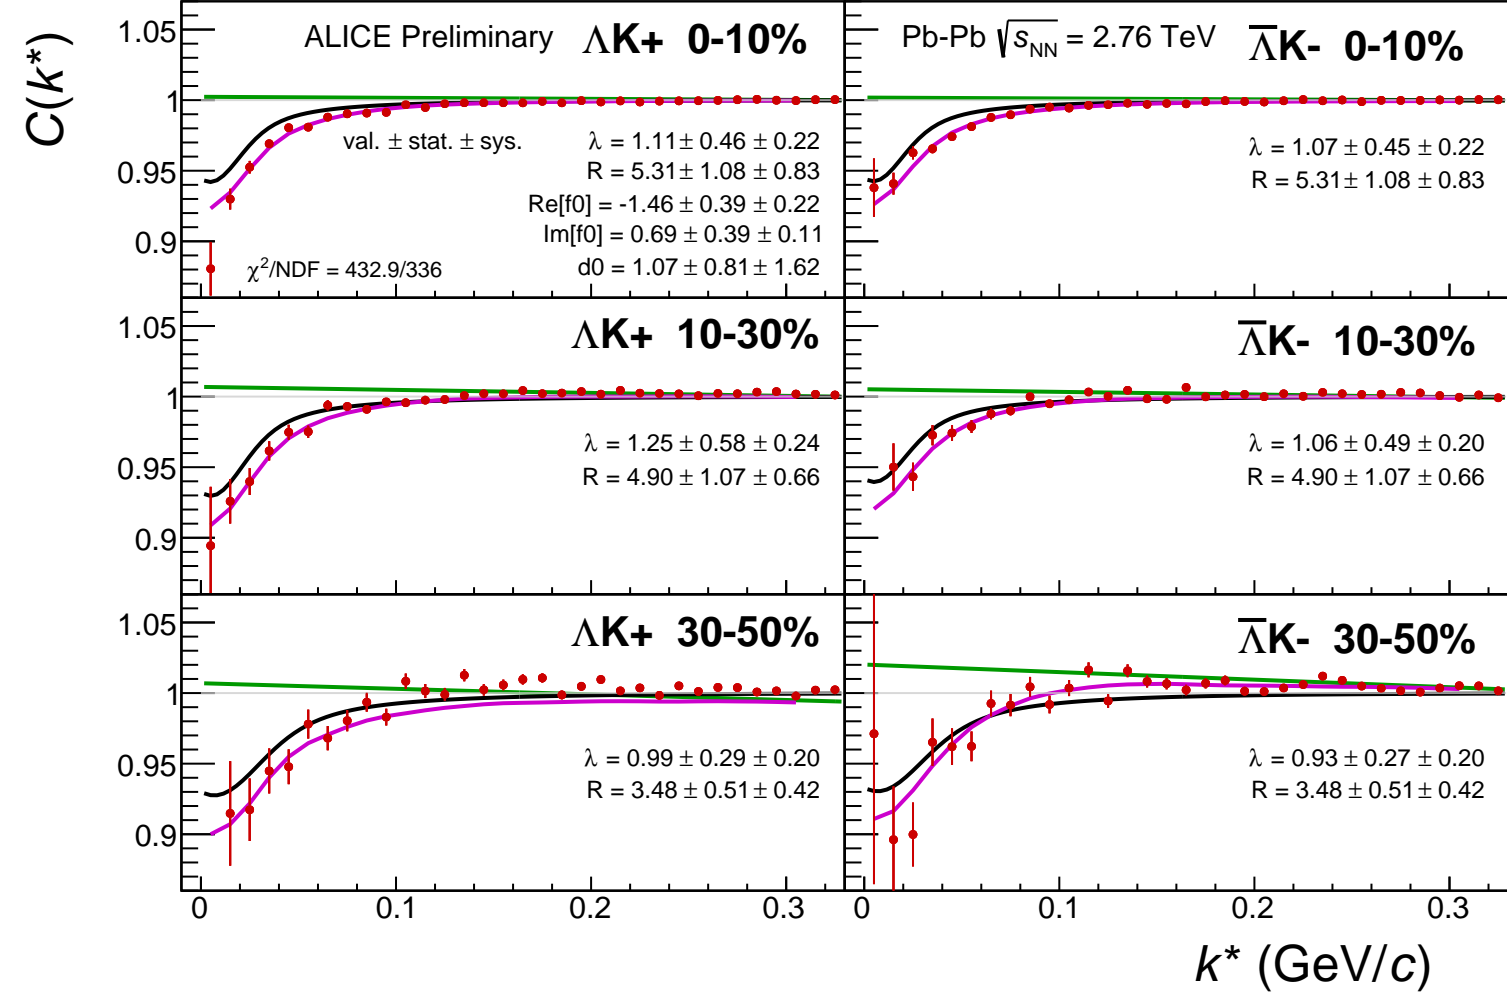 C(k*)
ALICE Preliminary ΛK+ 0-10%
val. ± stat. ± sys.
λ = 1.11 ± 0.46 ± 0.22
R = 5.31 ± 1.08 ± 0.83
Re[f0] = -1.46 ± 0.39 ± 0.22
Im[f0] = 0.69 ± 0.39 ± 0.11
d0 = 1.07 ± 0.81 ± 1.62
χ²/NDF = 432.9/336
1.05
1
0.95
0.9
Pb-Pb √s_NN = 2.76 TeV Λ̅K- 0-10%
λ = 1.07 ± 0.45 ± 0.22
R = 5.31 ± 1.08 ± 0.83
ΛK+ 10-30%
λ = 1.25 ± 0.58 ± 0.24
R = 4.90 ± 1.07 ± 0.66
1.05
1
0.95
0.9
Λ̅K- 10-30%
λ = 1.06 ± 0.49 ± 0.20
R = 4.90 ± 1.07 ± 0.66
ΛK+ 30-50%
λ = 0.99 ± 0.29 ± 0.20
R = 3.48 ± 0.51 ± 0.42
1.05
1
0.95
0.9
Λ̅K- 30-50%
λ = 0.93 ± 0.27 ± 0.20
R = 3.48 ± 0.51 ± 0.42
0 0.1 0.2 0.3
0 0.1 0.2 0.3
k* (GeV/c)